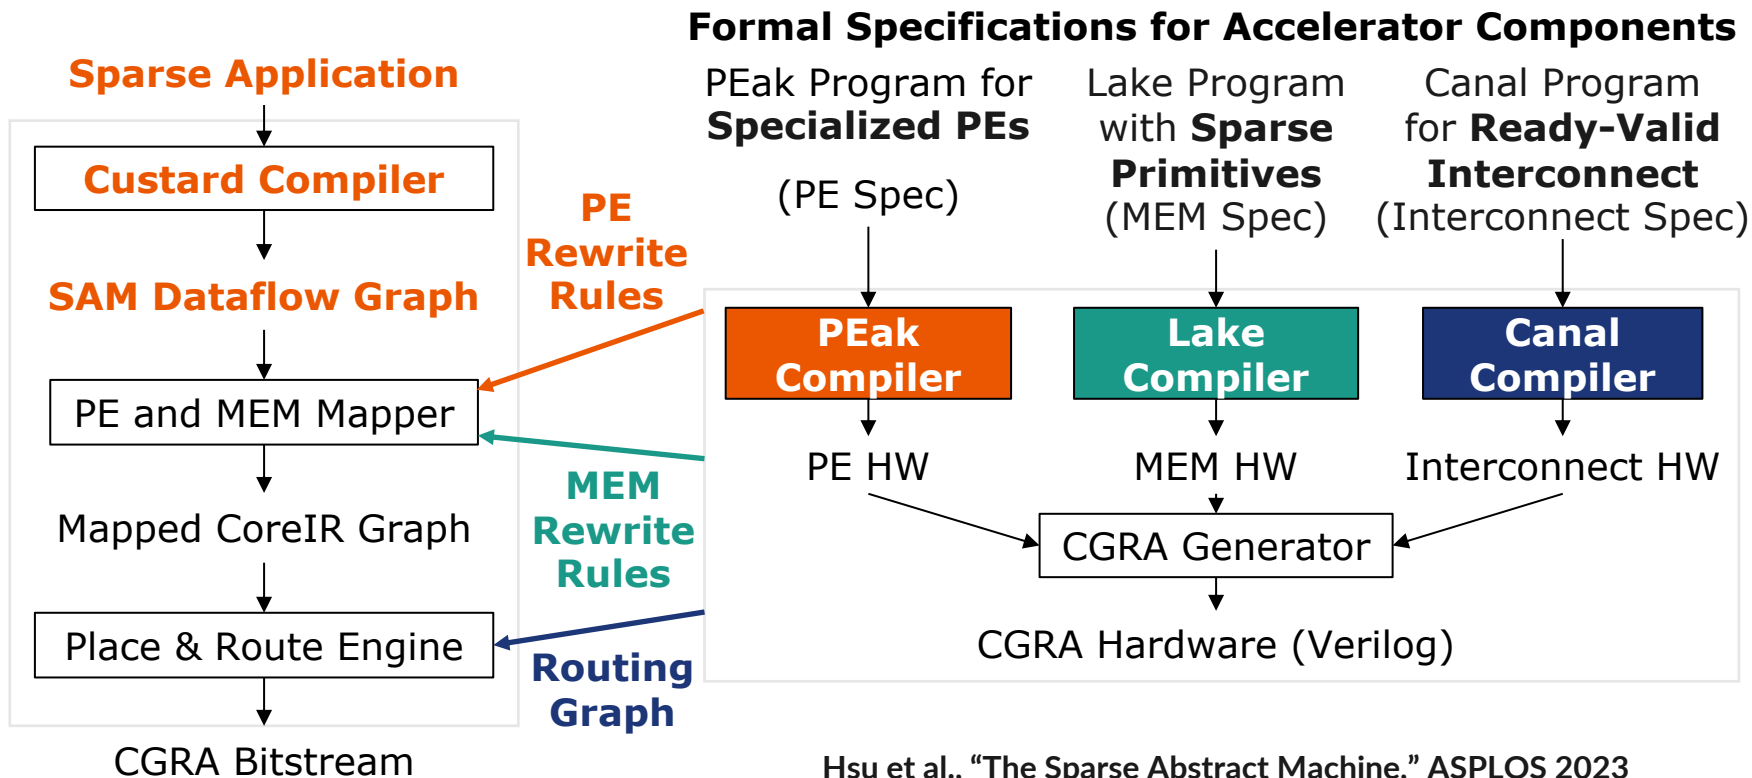 Formal Specifications for Accelerator Components
Sparse Application
Custard Compiler
SAM Dataflow Graph
PE and MEM Mapper
Mapped CoreIR Graph
Place & Route Engine
CGRA Bitstream
PE
Rewrite
Rules
MEM
Rewrite
Rules
Routing
Graph
PEak Program for
Specialized PEs
(PE Spec)
Lake Program
with Sparse
Primitives
(MEM Spec)
Canal Program
for Ready-Valid
Interconnect
(Interconnect Spec)
PEak
Compiler
Lake
Compiler
Canal
Compiler
PE HW
MEM HW
Interconnect HW
CGRA Generator
CGRA Hardware (Verilog)
Hsu et al., “The Sparse Abstract Machine,” ASPLOS 2023